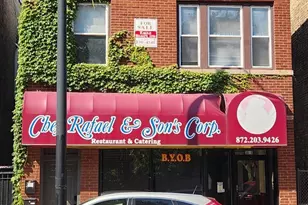 FOR
SALE
Chef Rafael & Son's Corp.
Restaurant & Catering
872.203.9426
B.Y.O.B